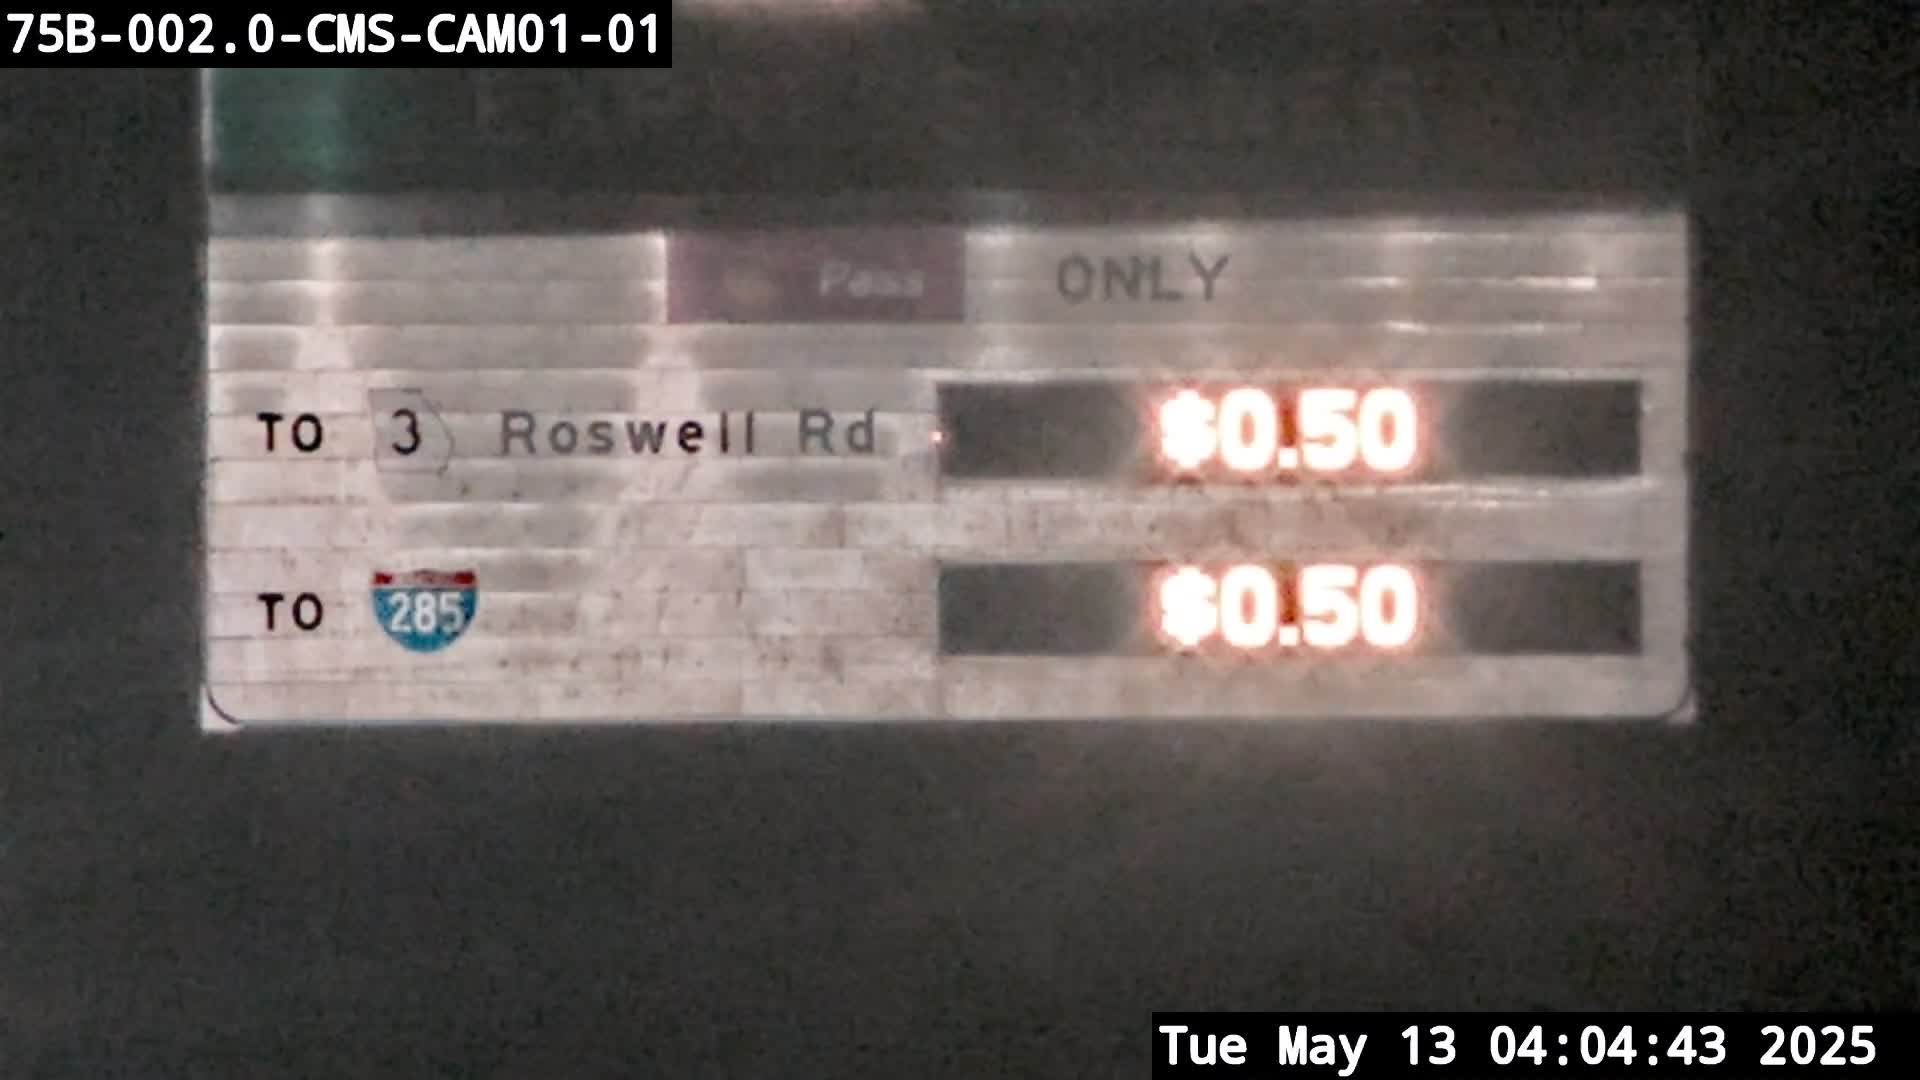 75B-002.0-CMS-CAM01-01
Pass ONLY
TO 3 Roswell Rd $0.50
TO 285 $0.50
Tue May 13 04:04:43 2025